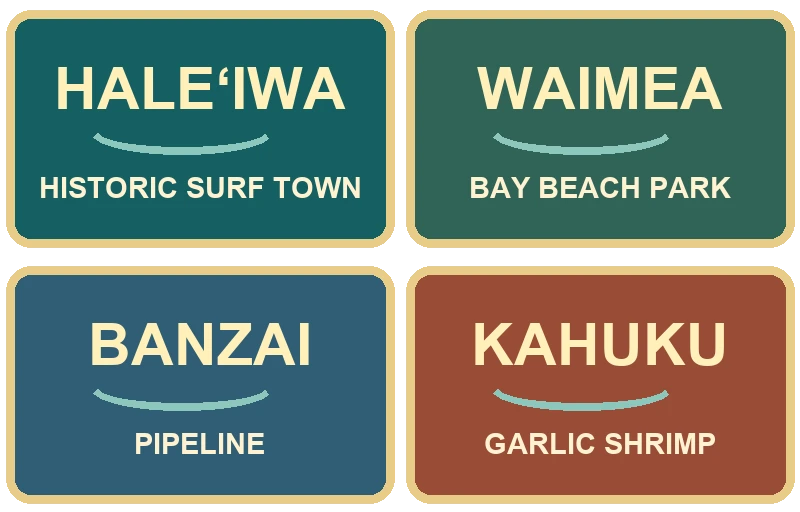 HALE‘IWA
HISTORIC SURF TOWN
WAIMEA
BAY BEACH PARK
BANZAI
PIPELINE
KAHUKU
GARLIC SHRIMP